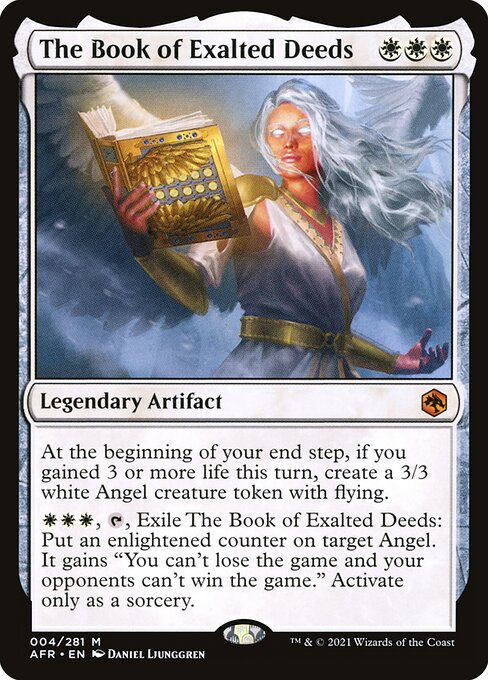 The Book of Exalted Deeds
Legendary Artifact
At the beginning of your end step, if you
gained 3 or more life this turn, create a 3/3
white Angel creature token with flying.
, , Exile The Book of Exalted Deeds:
Put an enlightened counter on target Angel.
It gains “You can’t lose the game and your
opponents can’t win the game.” Activate
only as a sorcery.
004/281 M
AFR • EN Daniel Ljunggren
™ & © 2021 Wizards of the Coast